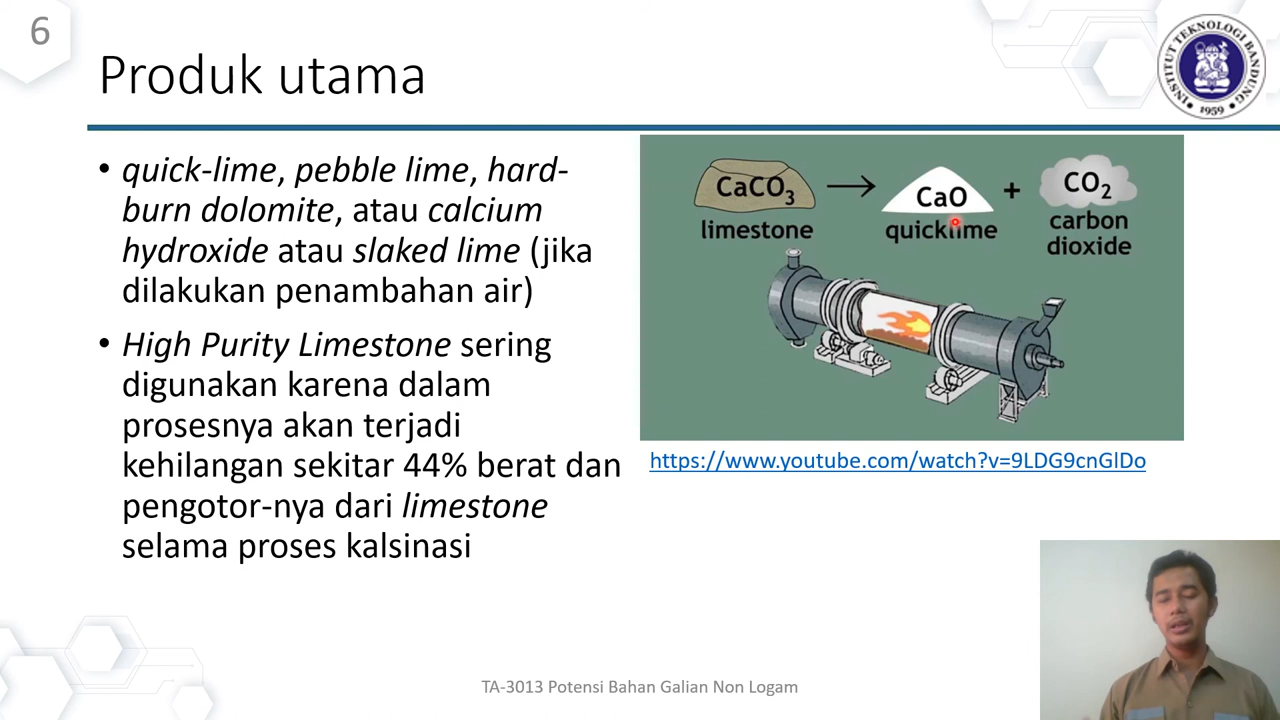 6
Produk utama
INSTITUT TEKNOLOGI BANDUNG
1959
• quick-lime, pebble lime, hard-
burn dolomite, atau calcium
hydroxide atau slaked lime (jika
dilakukan penambahan air)
• High Purity Limestone sering
digunakan karena dalam
prosesnya akan terjadi
kehilangan sekitar 44% berat dan
pengotor-nya dari limestone
selama proses kalsinasi
CaCO₃ → CaO + CO₂
limestone quicklime carbon
dioxide
https://www.youtube.com/watch?v=9LDG9cnGlDo
TA-3013 Potensi Bahan Galian Non Logam